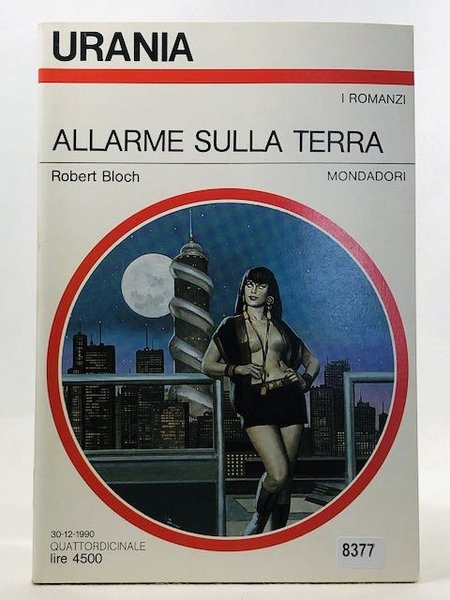 URANIA
I ROMANZI
ALLARME SULLA TERRA
Robert Bloch
MONDADORI
30-12-1990
QUATTORDICINALE
lire 4500
8377